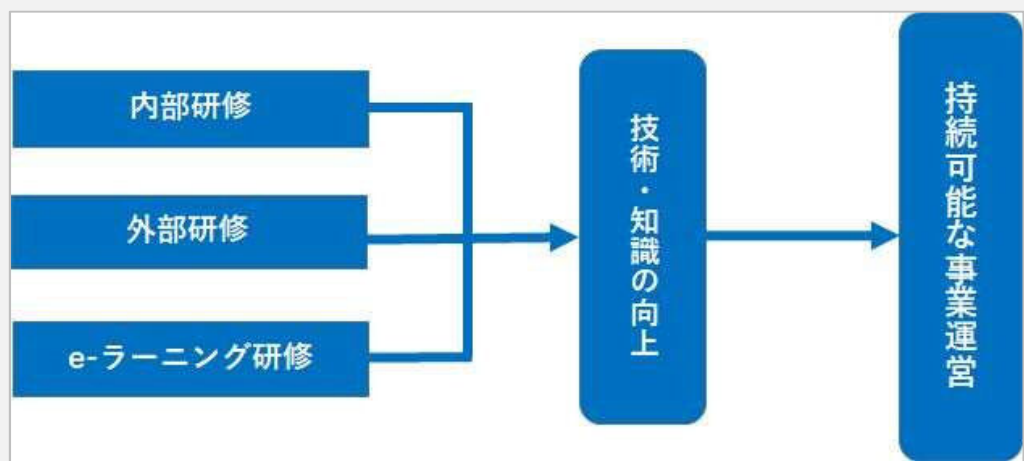 内部研修
外部研修
e-ラーニング研修
技術・知識の向上
持続可能な事業運営